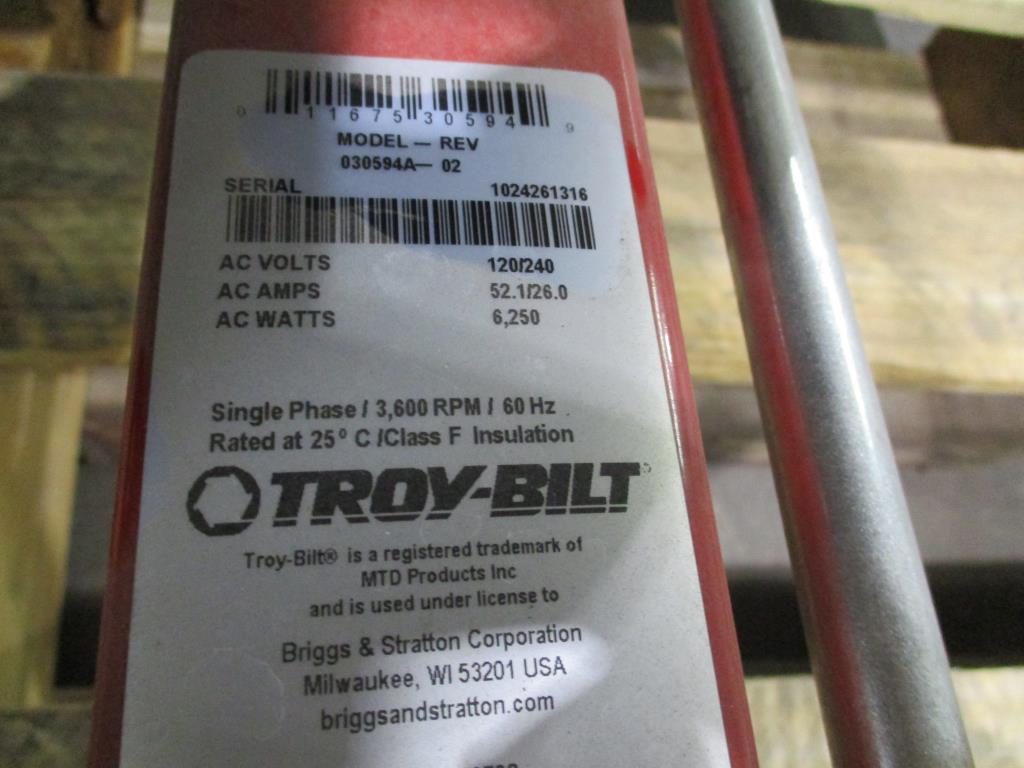 0 11675 30594 9
MODEL — REV
030594A— 02
SERIAL 1024261316
AC VOLTS 120/240
AC AMPS 52.1/26.0
AC WATTS 6,250
Single Phase / 3,600 RPM / 60 Hz
Rated at 25° C /Class F Insulation
TROY-BILT
Troy-Bilt® is a registered trademark of
MTD Products Inc
and is used under license to
Briggs & Stratton Corporation
Milwaukee, WI 53201 USA
briggsandstratton.com